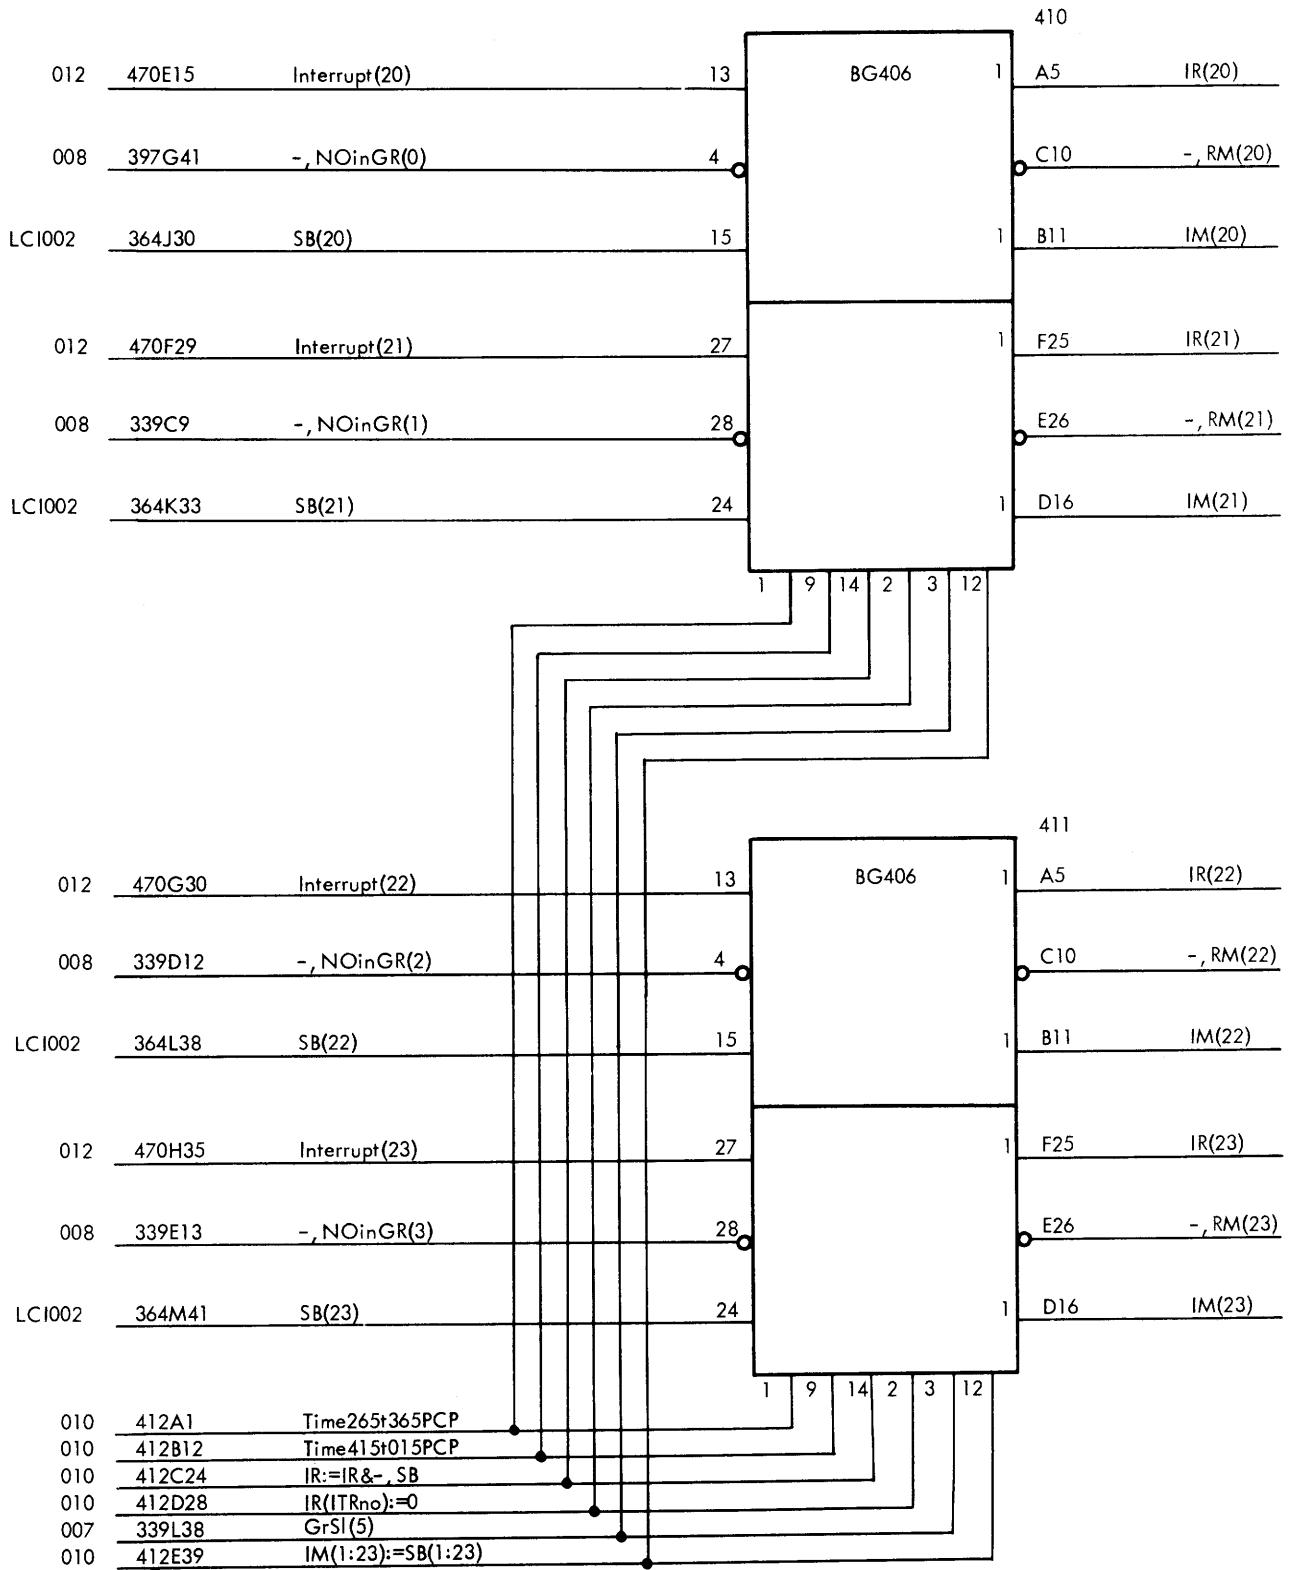 410
012 470E15 Interrupt(20) 13 BG406 1 A5 IR(20)
008 397G41 -,NOinGR(0) 4 C10 -,RM(20)
LCI002 364J30 SB(20) 15 1 B11 IM(20)
012 470F29 Interrupt(21) 27 1 F25 IR(21)
008 339C9 -,NOinGR(1) 28 E26 -,RM(21)
LCI002 364K33 SB(21) 24 1 D16 IM(21)
1 9 14 2 3 12
411
012 470G30 Interrupt(22) 13 BG406 1 A5 IR(22)
008 339D12 -,NOinGR(2) 4 C10 -,RM(22)
LCI002 364L38 SB(22) 15 1 B11 IM(22)
012 470H35 Interrupt(23) 27 1 F25 IR(23)
008 339E13 -,NOinGR(3) 28 E26 -,RM(23)
LCI002 364M41 SB(23) 24 1 D16 IM(23)
1 9 14 2 3 12
010 412A1 Time265t365PCP
010 412B12 Time415t015PCP
010 412C24 IR:=IR&-,SB
010 412D28 IR(ITRno):=0
007 339L38 GrSl(5)
010 412E39 IM(1:23):=SB(1:23)